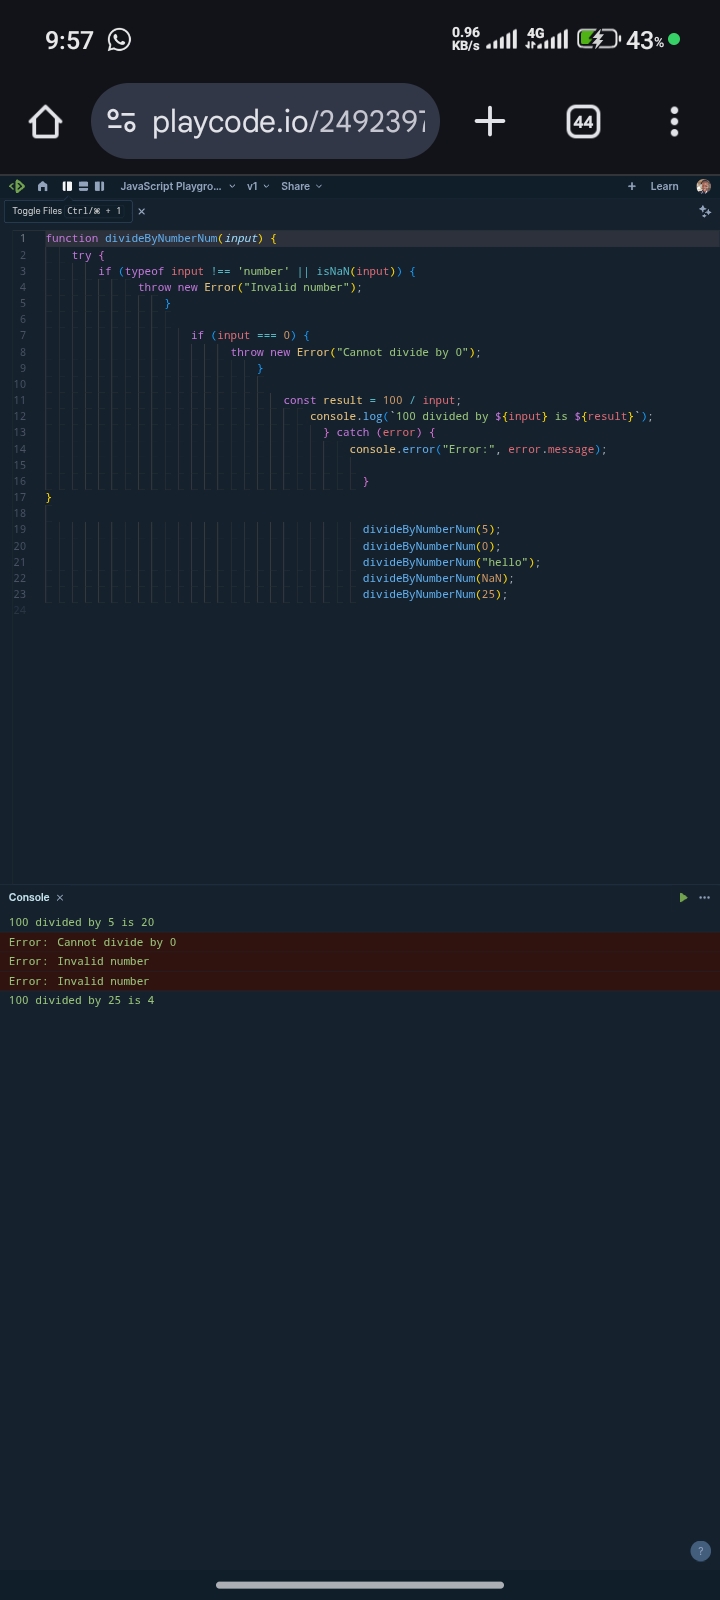 9:57 0.96 KB/s 4G 43%
playcode.io/2492397 44
JavaScript Playgro... v1 Share + Learn
Toggle Files Ctrl/⌘ + 1 ×
1 function divideByNumberNum(input) {
2 try {
3 if (typeof input !== 'number' || isNaN(input)) {
4 throw new Error("Invalid number");
5 }
6
7 if (input === 0) {
8 throw new Error("Cannot divide by 0");
9 }
10
11 const result = 100 / input;
12 console.log(`100 divided by ${input} is ${result}`);
13 } catch (error) {
14 console.error("Error:", error.message);
15
16 }
17 }
18
19 divideByNumberNum(5);
20 divideByNumberNum(0);
21 divideByNumberNum("hello");
22 divideByNumberNum(NaN);
23 divideByNumberNum(25);
24
Console ×
100 divided by 5 is 20
Error: Cannot divide by 0
Error: Invalid number
Error: Invalid number
100 divided by 25 is 4
?